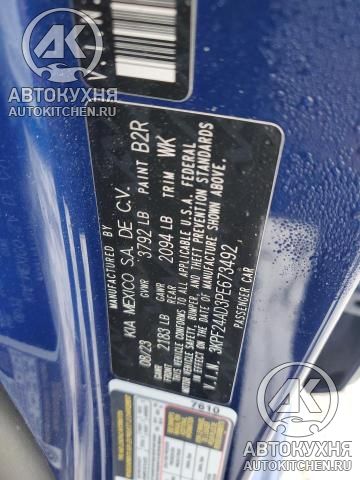 АВТОКУХНЯ
AUTOKITCHEN.RU
MANUFACTURED BY
KIA MEXICO S.A. DE C.V.
08/23 GVWR 3792 LB PAINT B2R
GAWR FRONT 2183 LB REAR 2094 LB TRIM WK
THIS VEHICLE CONFORMS TO ALL APPLICABLE U.S.A. FEDERAL
MOTOR VEHICLE SAFETY, BUMPER, AND THEFT PREVENTION STANDARDS
IN EFFECT ON THE DATE OF MANUFACTURE SHOWN ABOVE.
V.I.N. 3KPF24AD3PE673492
PASSENGER CAR
7610
АВТОКУХНЯ
AUTOKITCHEN.RU